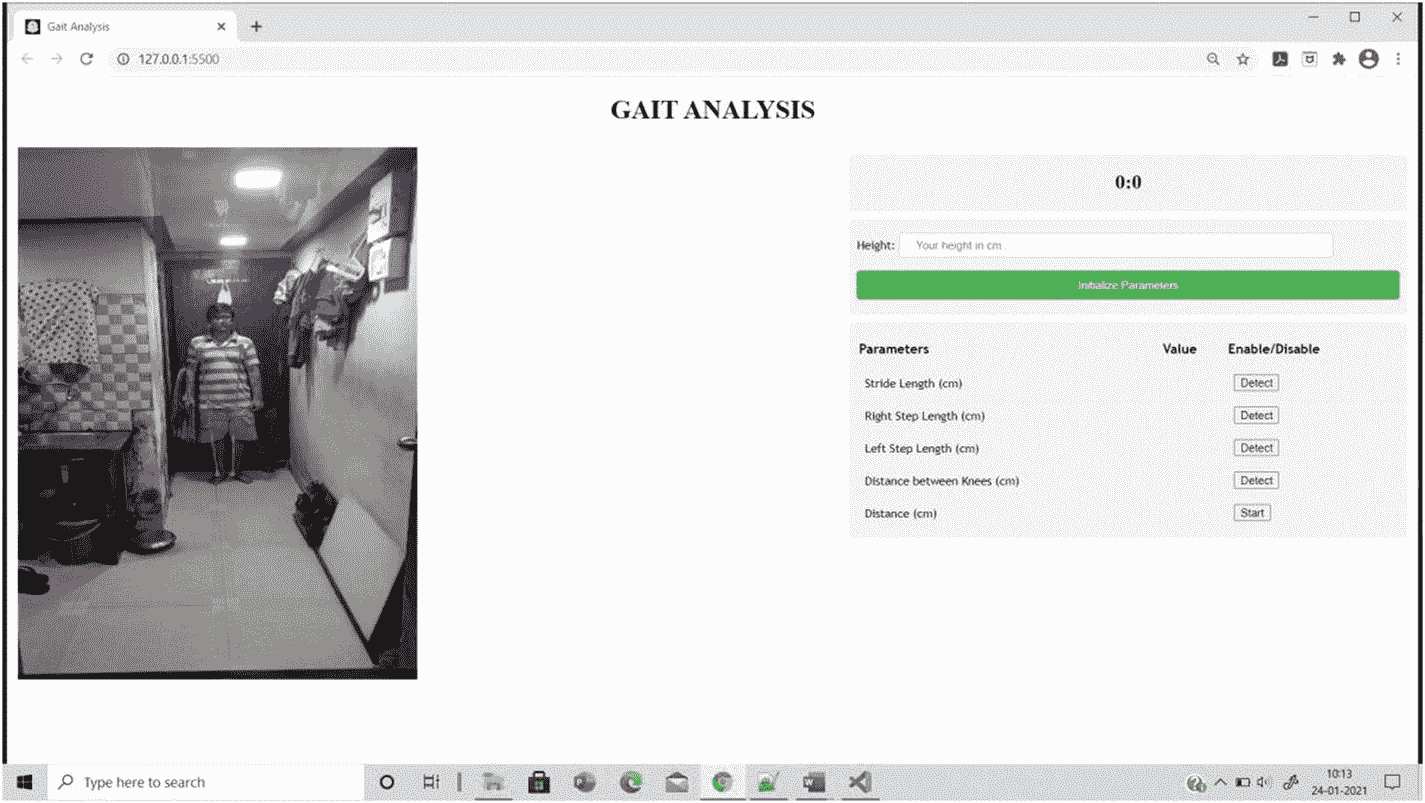 Gait Analysis
127.0.0.1:5500
GAIT ANALYSIS
0:0
Height: Your height in cm
Initialize Parameters
Parameters Value Enable/Disable
Stride Length (cm) Detect
Right Step Length (cm) Detect
Left Step Length (cm) Detect
Distance between Knees (cm) Detect
Distance (cm) Start
Type here to search
10:13
24-01-2021